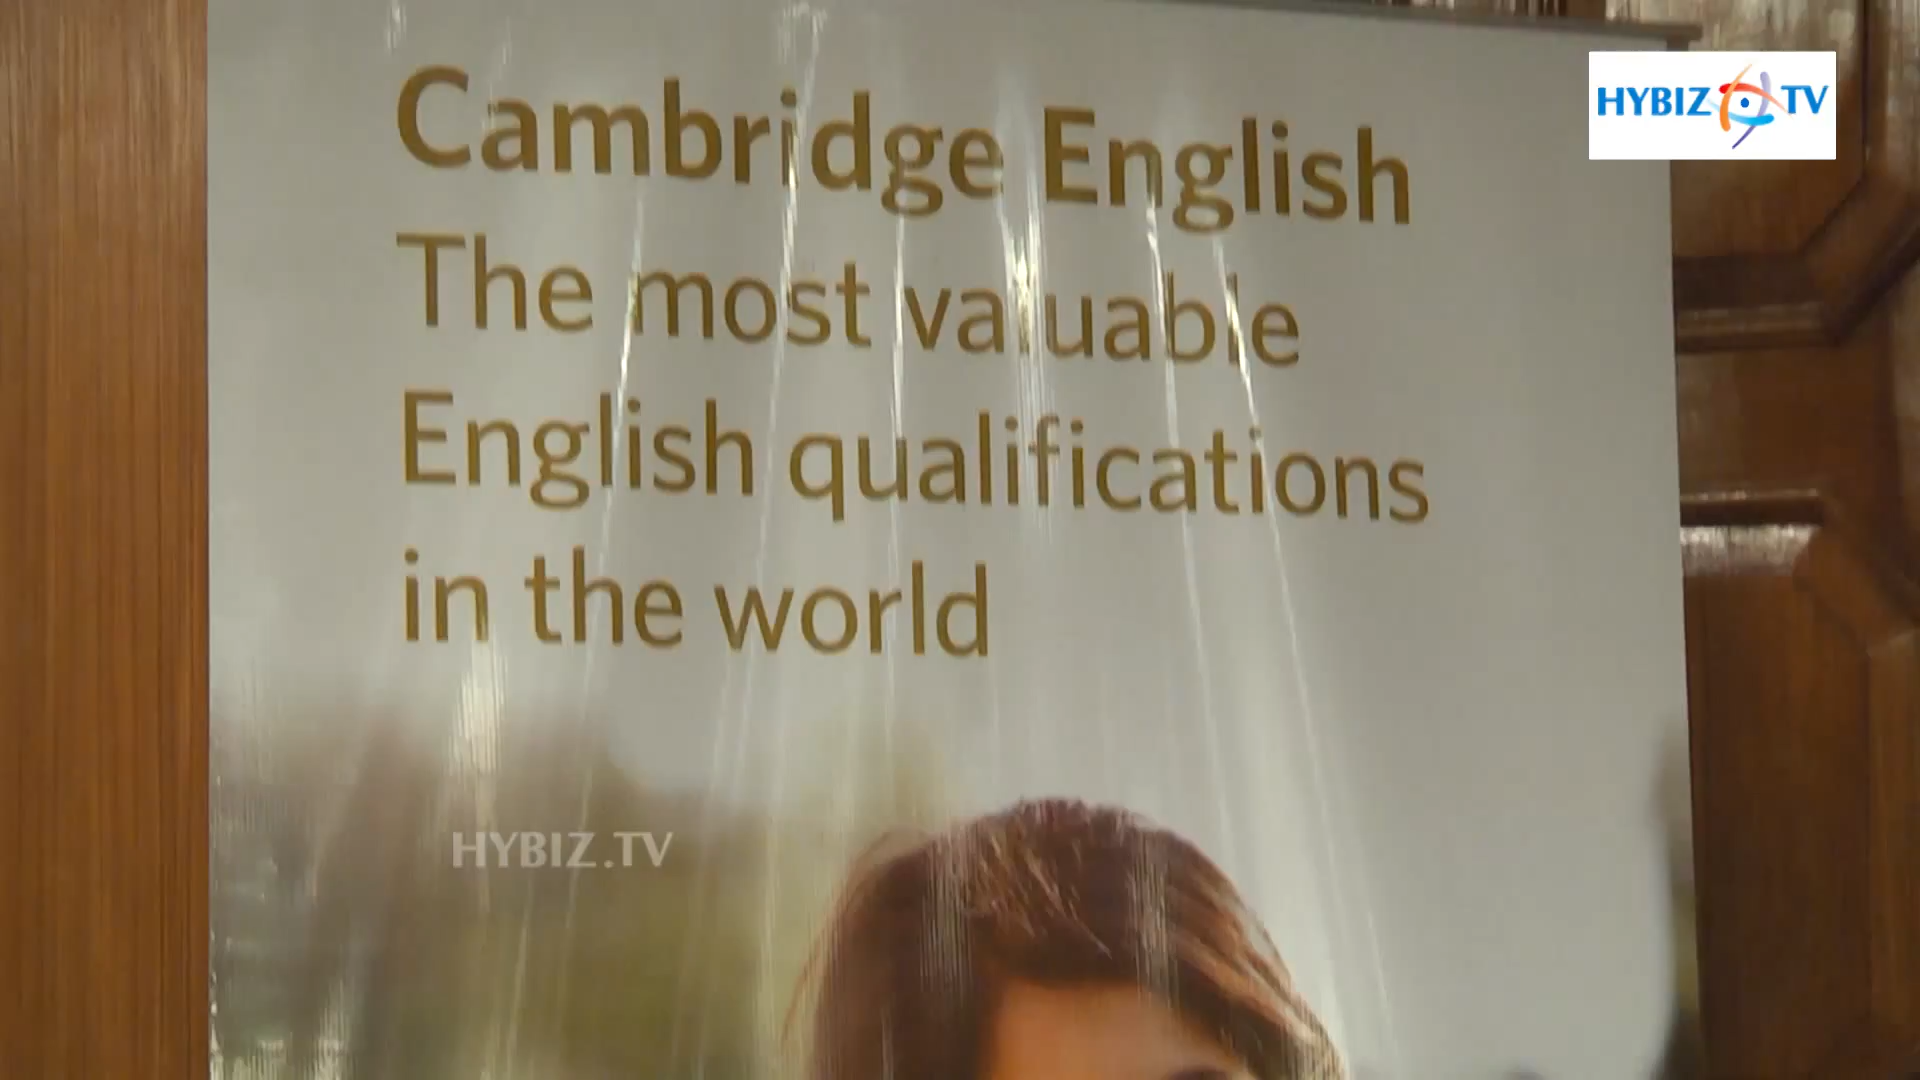 HYBIZ TV
Cambridge English
The most valuable
English qualifications
in the world
HYBIZ.TV